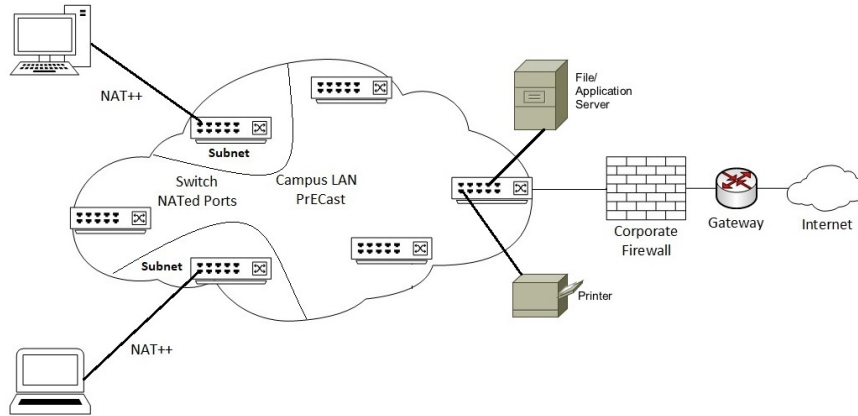 NAT++
File/
Application
Server
Subnet
Switch
NATed Ports
Campus LAN
PrECast
Corporate
Firewall
Gateway
Internet
Subnet
Printer
NAT++